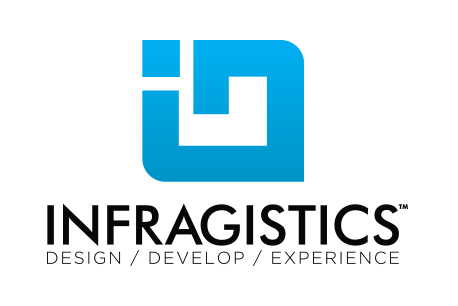 INFRAGISTICS™
DESIGN / DEVELOP / EXPERIENCE